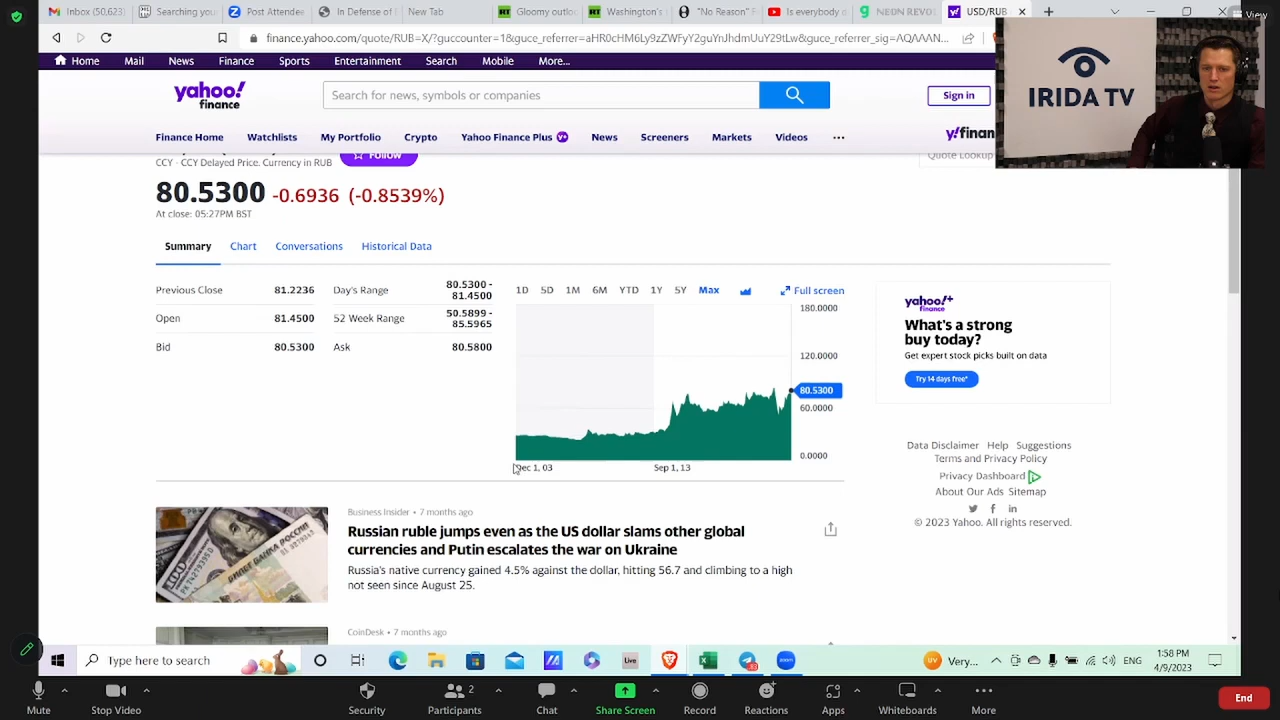 Inbox (50,623)
Searching you
Post Attende
In Defense of
New Tab
Gloomy outlo
Washington's
"No Reason".
Is everybody d
NEON REVO
USD/RUB
View
finance.yahoo.com/quote/RUB=X/?guccounter=1&guce_referrer=aHR0cHM6Ly9zZWFyY2guYnJhdmUuY29tLw&guce_referrer_sig=AQAAAN...
Home Mail News Finance Sports Entertainment Search Mobile More...
yahoo!
finance
Search for news, symbols or companies
Sign in
IRIDA TV
Finance Home Watchlists My Portfolio Crypto Yahoo Finance Plus News Screeners Markets Videos
y!finan
CCY - CCY Delayed Price. Currency in RUB
Follow
Quote Lookup
80.5300 -0.6936 (-0.8539%)
At close: 05:27PM BST
Summary Chart Conversations Historical Data
Previous Close 81.2236
Open 81.4500
Bid 80.5300
Day's Range 80.5300 -
81.4500
52 Week Range 50.5899 -
85.5965
Ask 80.5800
1D 5D 1M 6M YTD 1Y 5Y Max Full screen
180.0000
120.0000
80.5300
60.0000
0.0000
Dec 1, 03 Sep 1, 13
yahoo!+
finance
What's a strong
buy today?
Get expert stock picks built on data
Try 14 days free*
Data Disclaimer Help Suggestions
Terms and Privacy Policy
Privacy Dashboard
About Our Ads Sitemap
© 2023 Yahoo. All rights reserved.
Business Insider • 7 months ago
Russian ruble jumps even as the US dollar slams other global
currencies and Putin escalates the war on Ukraine
Russia's native currency gained 4.5% against the dollar, hitting 56.7 and climbing to a high
not seen since August 25.
CoinDesk • 7 months ago
Type here to search
Live
zoom
Very...
ENG
1:58 PM
4/9/2023
Mute
Stop Video
Security
Participants 2
Chat
Share Screen
Record
Reactions
Apps
Whiteboards
More
End